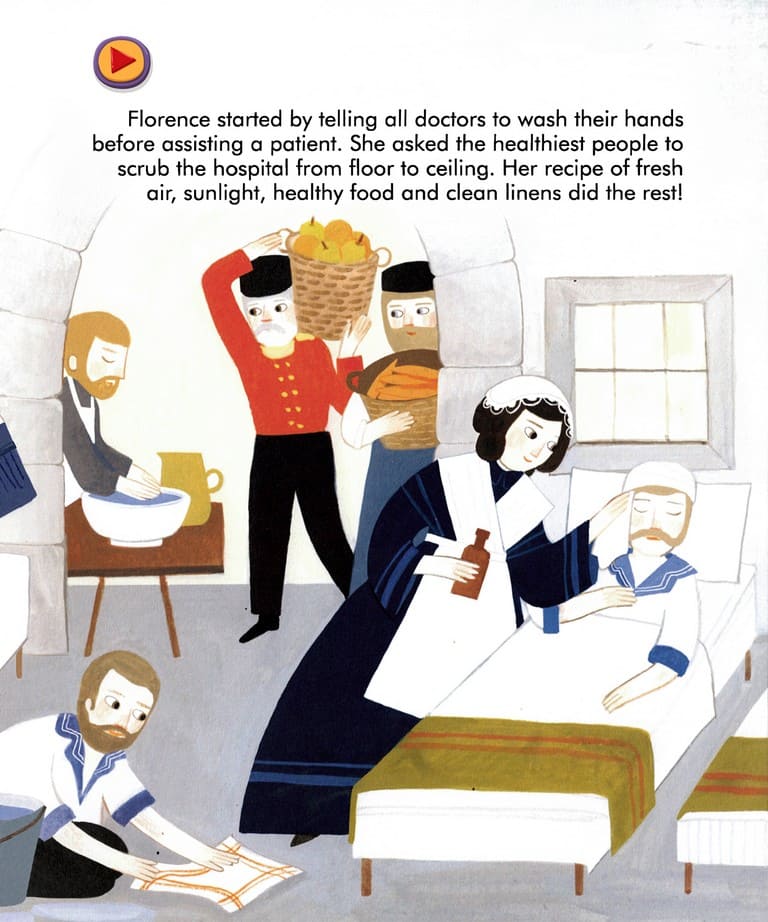 Florence started by telling all doctors to wash their hands
before assisting a patient. She asked the healthiest people to
scrub the hospital from floor to ceiling. Her recipe of fresh
air, sunlight, healthy food and clean linens did the rest!